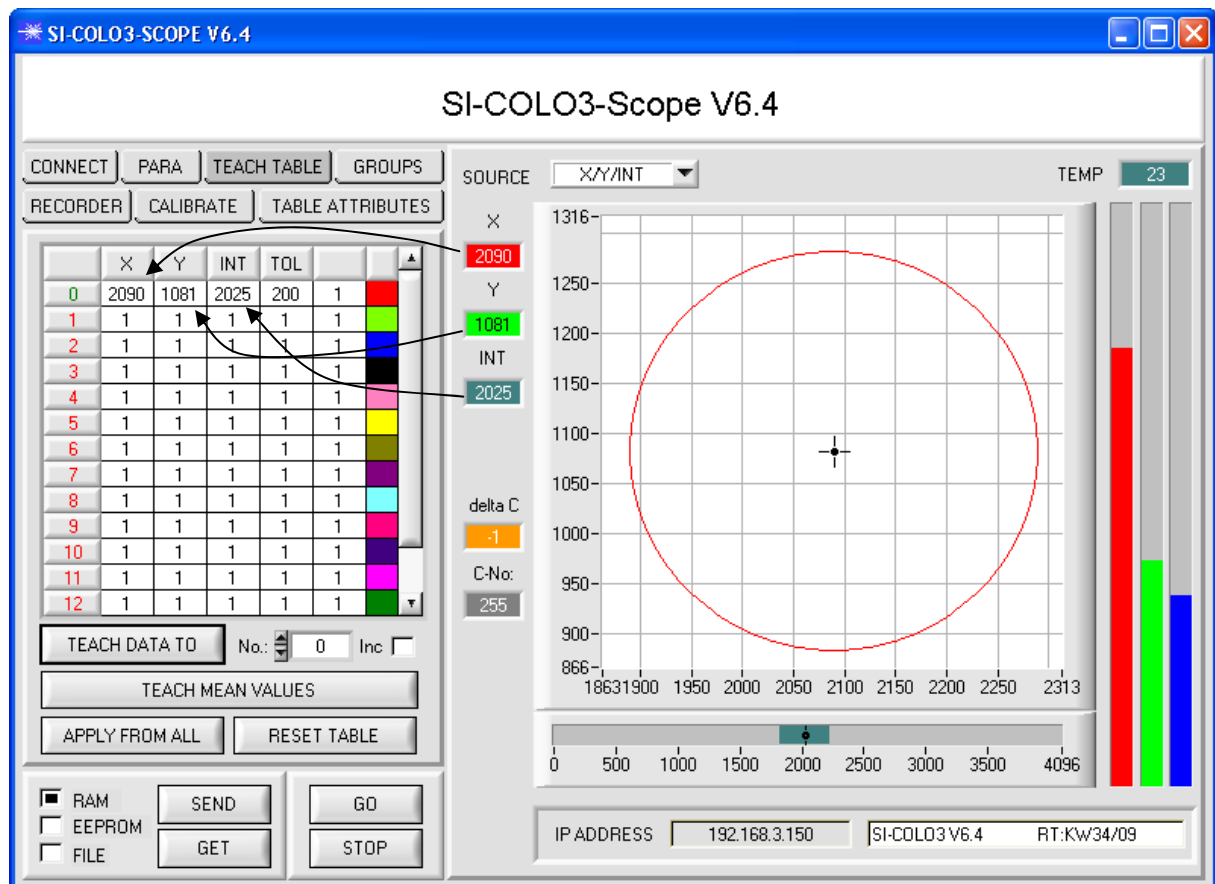 SI-COLO3-SCOPE V6.4
SI-COLO3-Scope V6.4
CONNECT PARA TEACH TABLE GROUPS
RECORDER CALIBRATE TABLE ATTRIBUTES
X Y INT TOL
0 2090 1081 2025 200 1
1 1 1 1 1 1
2 1 1 1 1 1
3 1 1 1 1 1
4 1 1 1 1 1
5 1 1 1 1 1
6 1 1 1 1 1
7 1 1 1 1 1
8 1 1 1 1 1
9 1 1 1 1 1
10 1 1 1 1 1
11 1 1 1 1 1
12 1 1 1 1 1
TEACH DATA TO No.: 0 Inc
TEACH MEAN VALUES
APPLY FROM ALL RESET TABLE
RAM
EEPROM
FILE
SEND
GET
GO
STOP
SOURCE X/Y/INT
TEMP 23
X
2090
Y
1081
INT
2025
delta C
-1
C-No:
255
1316
1250
1200
1150
1100
1050
1000
950
900
866
1863 1900 1950 2000 2050 2100 2150 2200 2250 2313
0 500 1000 1500 2000 2500 3000 3500 4096
IP ADDRESS 192.168.3.150 SI-COLO3 V6.4 RT:KW34/09